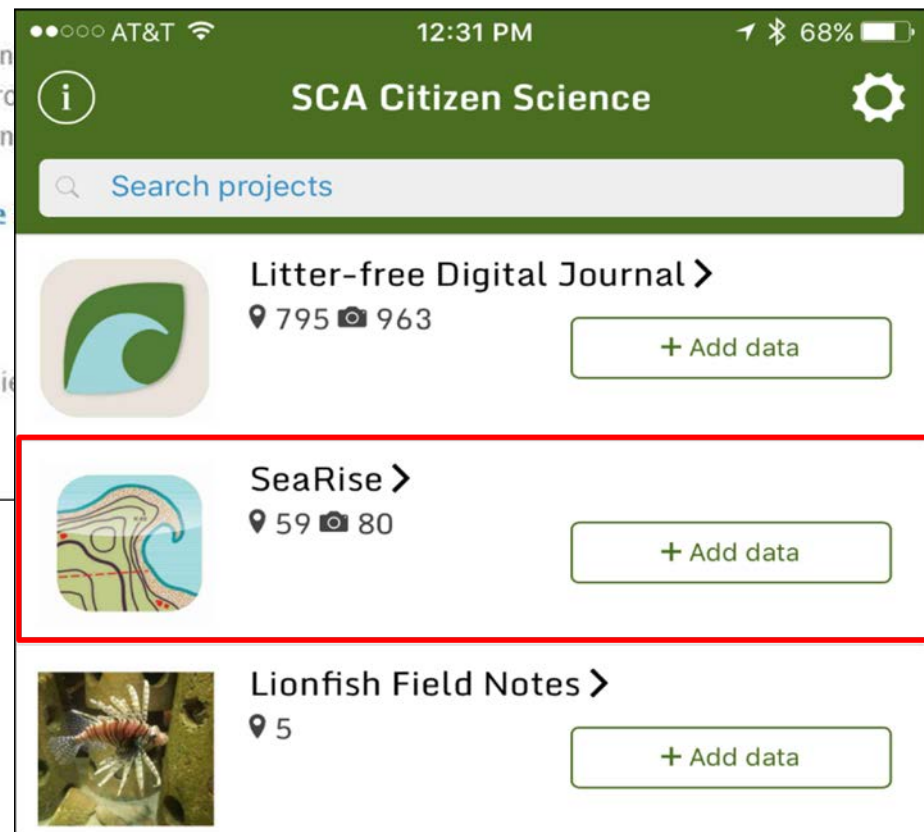 AT&T 12:31 PM 68%
i SCA Citizen Science
Search projects
Litter-free Digital Journal >
795 963
+ Add data
SeaRise >
59 80
+ Add data
Lionfish Field Notes >
5
+ Add data